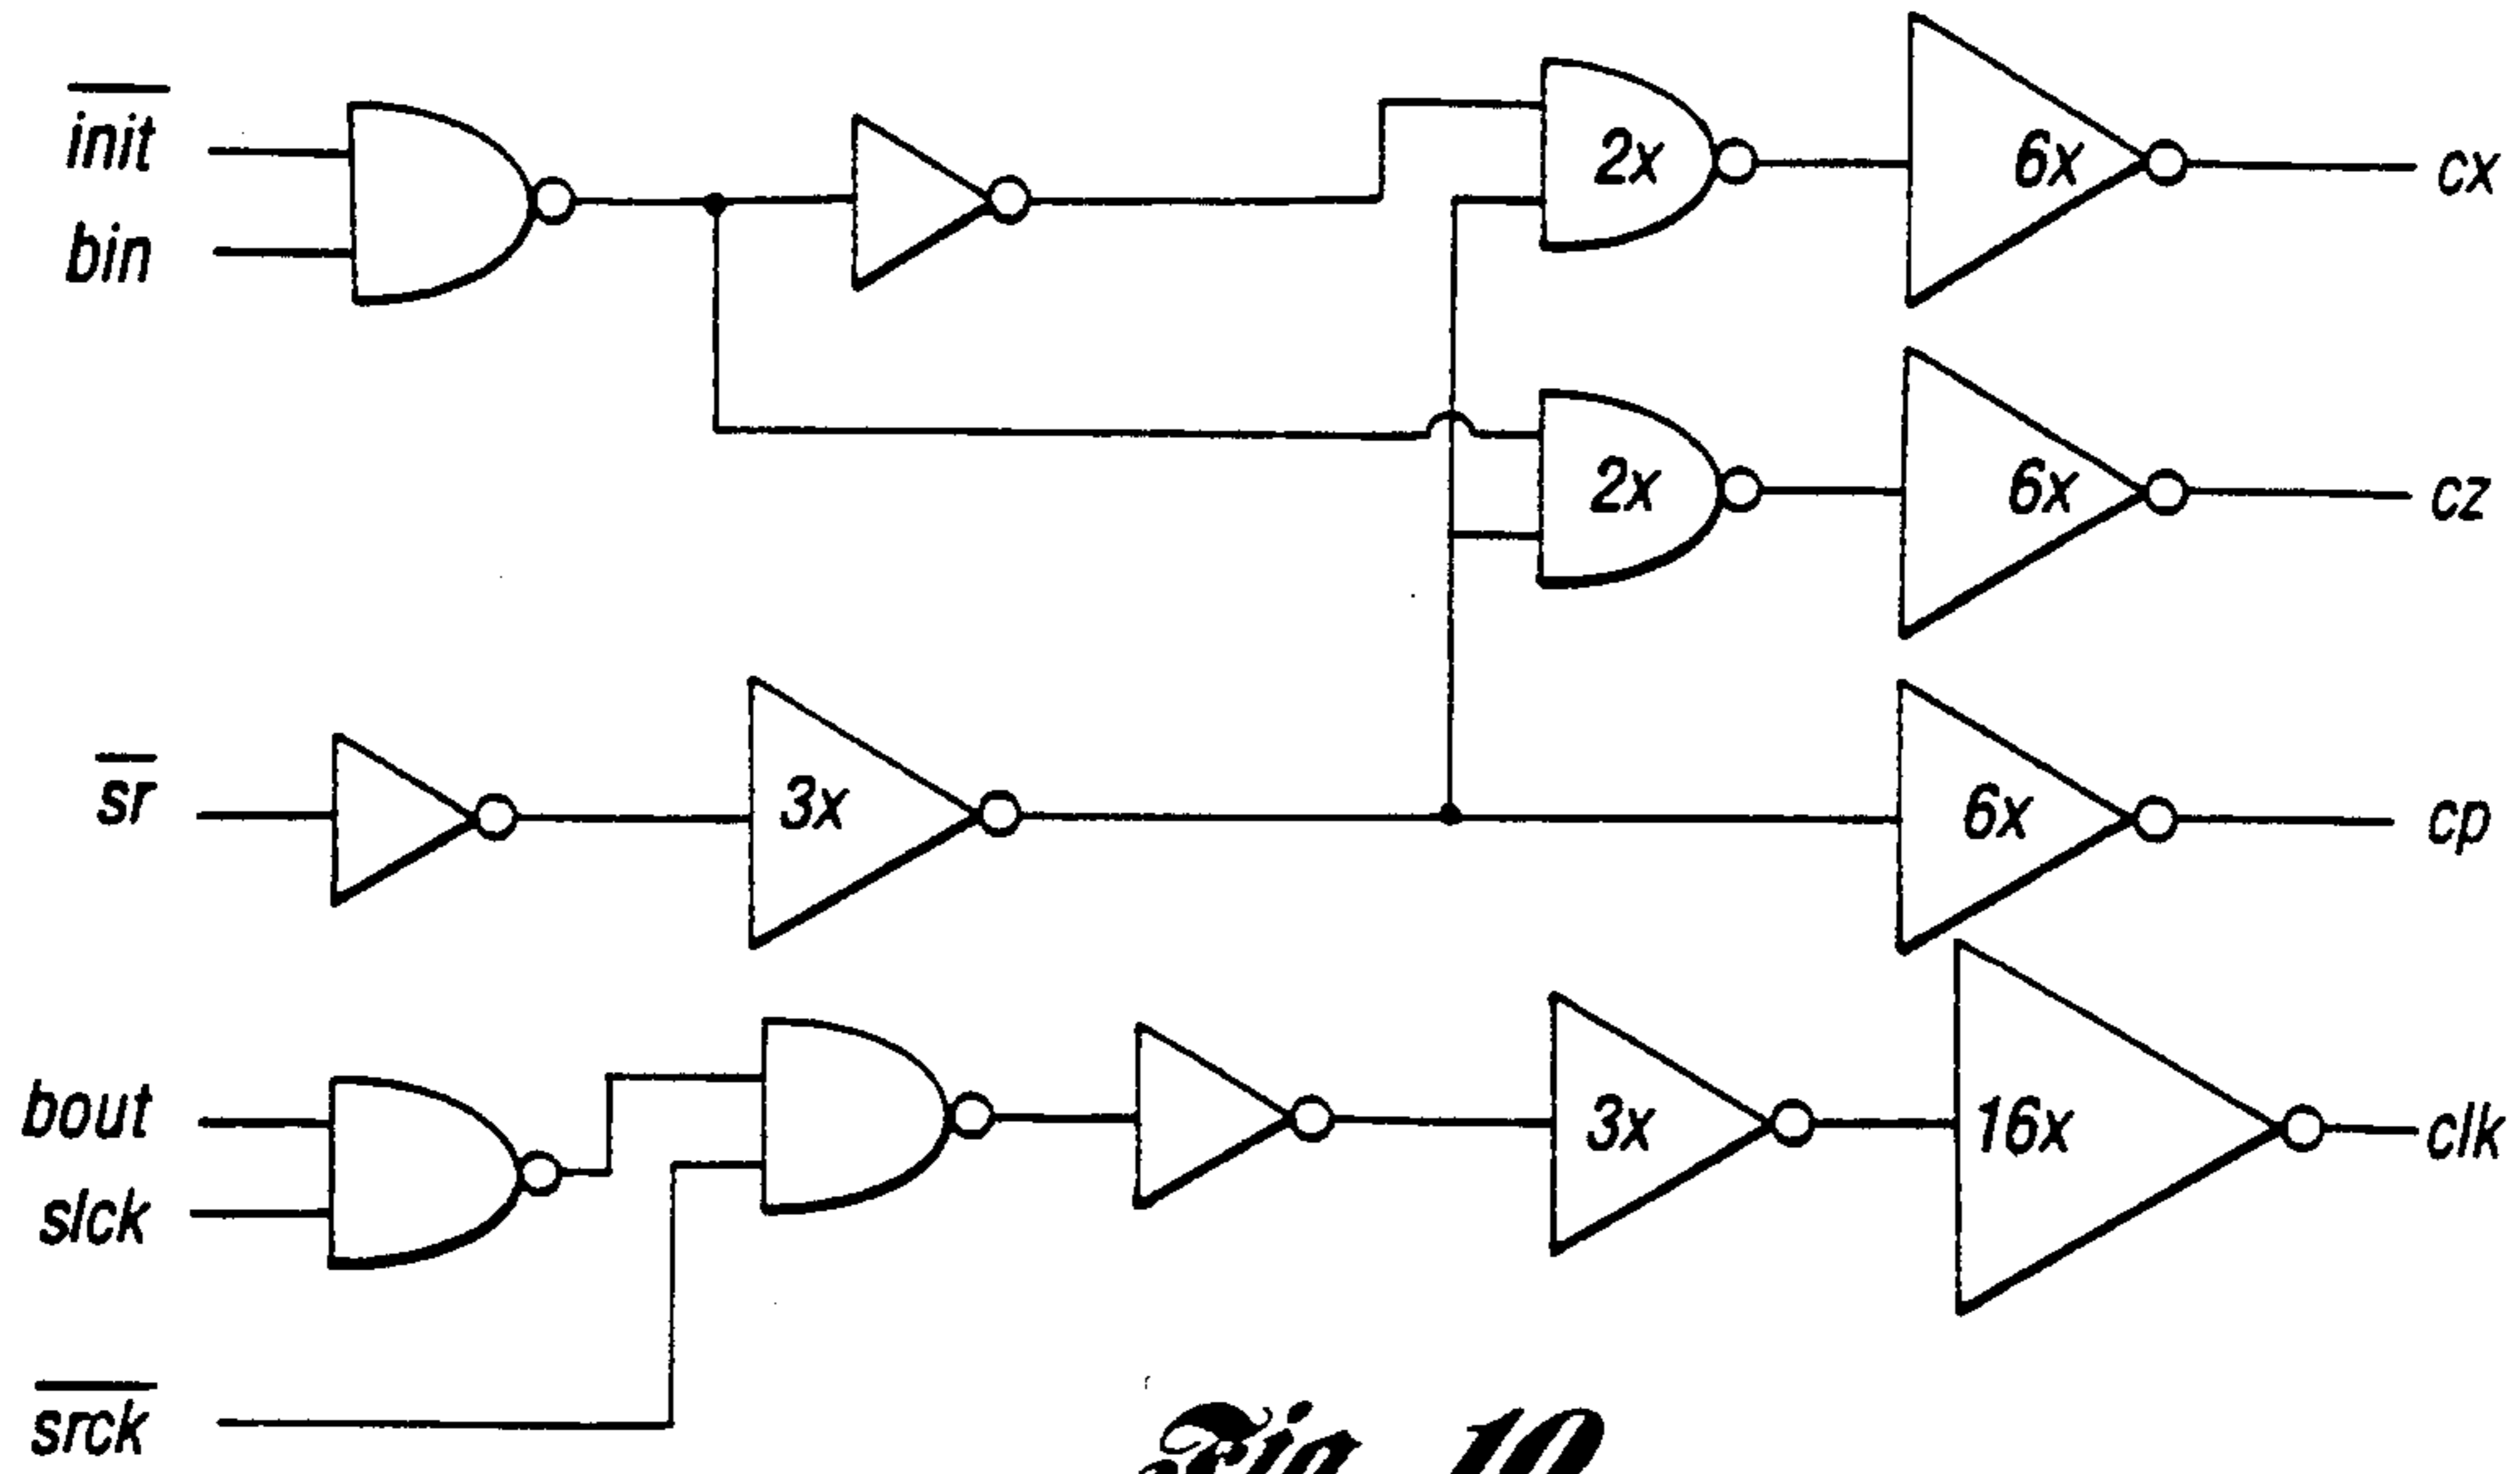 init
bin
2x
6x
cx
2x
6x
cz
sr
3x
6x
cp
bout
slck
srck
3x
16x
clk
Fig. 10